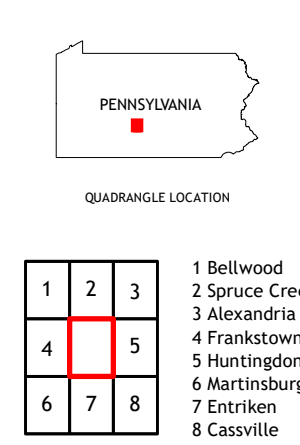 PENNSYLVANIA
QUADRANGLE LOCATION
1 2 3
4 5
6 7 8
1 Bellwood
2 Spruce Cree
3 Alexandria
4 Frankstown
5 Huntingdon
6 Martinsburg
7 Entriken
8 Cassville